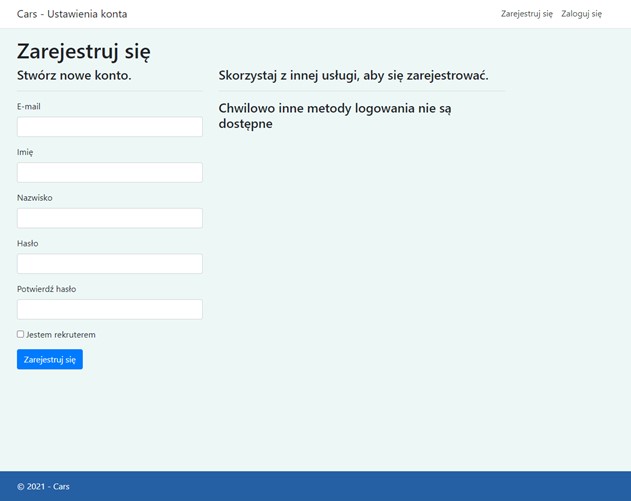 Cars - Ustawienia konta
Zarejestruj się
Zaloguj się
Zarejestruj się
Stwórz nowe konto.
E-mail
Imię
Nazwisko
Hasło
Potwierdź hasło
Jestem rekruterem
Zarejestruj się
Skorzystaj z innej usługi, aby się zarejestrować.
Chwilowo inne metody logowania nie są
dostępne
© 2021 - Cars